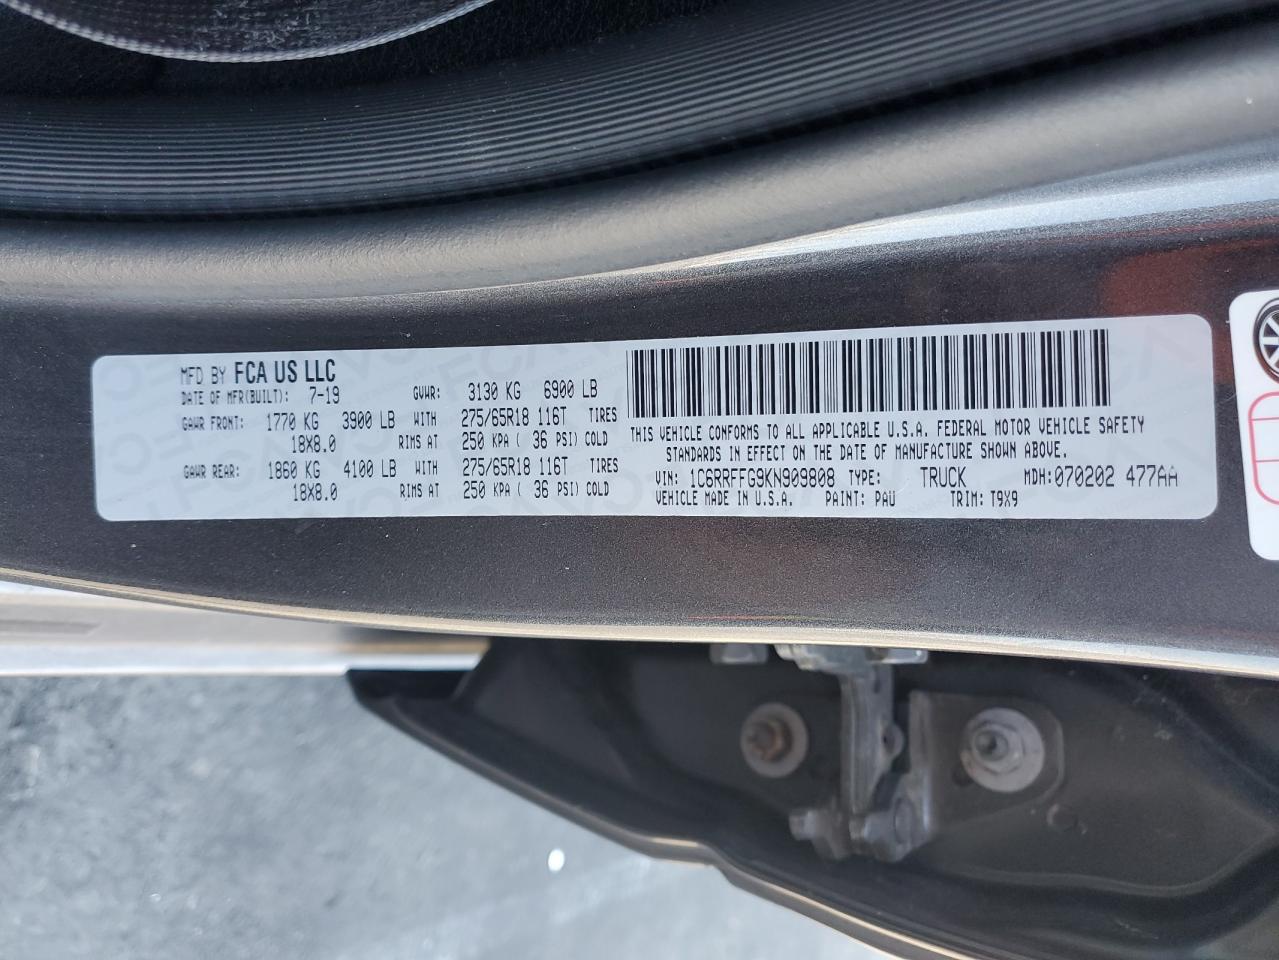 MFD BY FCA US LLC
DATE OF MFR(BUILT): 7-19 GVWR: 3130 KG 6900 LB
GAWR FRONT: 1770 KG 3900 LB WITH 275/65R18 116T TIRES
18X8.0 RIMS AT 250 KPA ( 36 PSI) COLD
GAWR REAR: 1860 KG 4100 LB WITH 275/65R18 116T TIRES
18X8.0 RIMS AT 250 KPA ( 36 PSI) COLD
THIS VEHICLE CONFORMS TO ALL APPLICABLE U.S.A. FEDERAL MOTOR VEHICLE SAFETY
STANDARDS IN EFFECT ON THE DATE OF MANUFACTURE SHOWN ABOVE.
VIN: 1C6RRFFG9KN909808 TYPE: TRUCK MDH:070202 477AA
VEHICLE MADE IN U.S.A. PAINT: PAU TRIM: T9X9